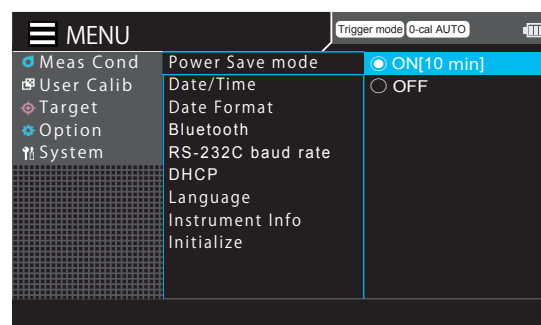 MENU
Trigger mode 0-cal AUTO
Meas Cond
User Calib
Target
Option
System
Power Save mode
Date/Time
Date Format
Bluetooth
RS-232C baud rate
DHCP
Language
Instrument Info
Initialize
ON[10 min]
OFF